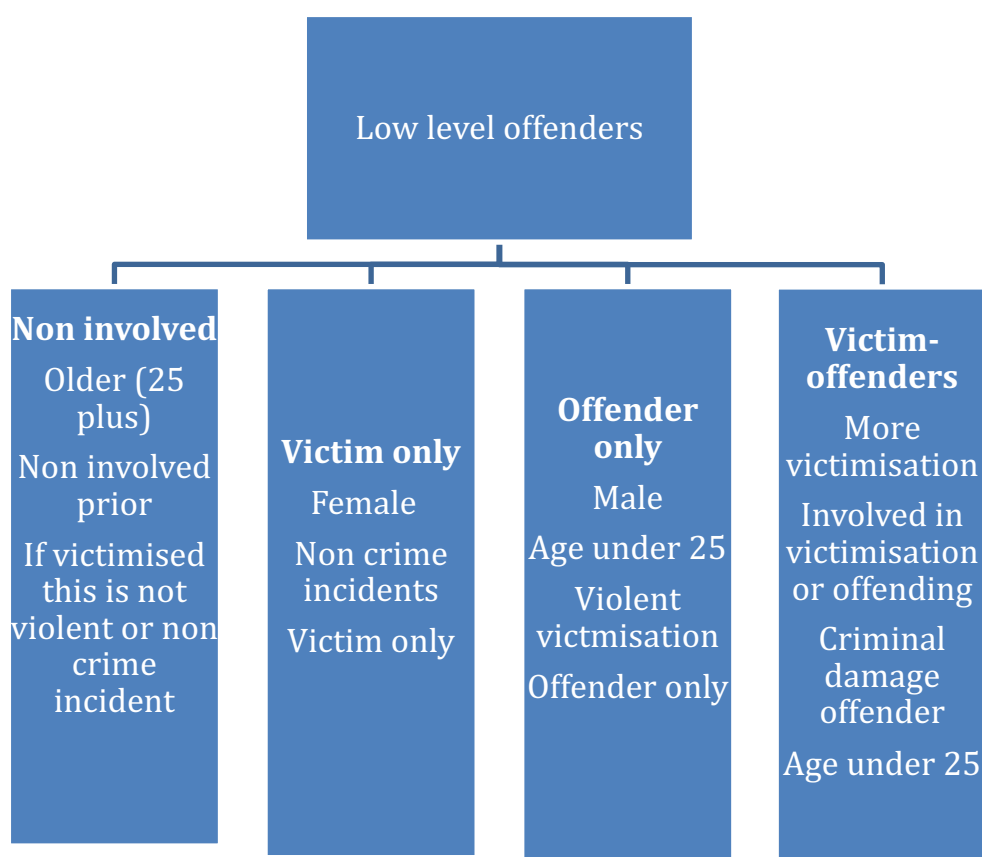 Low level offenders
Non involved
Older (25
plus)
Non involved
prior
If victimised
this is not
violent or non
crime
incident
Victim only
Female
Non crime
incidents
Victim only
Offender
only
Male
Age under 25
Violent
victmisation
Offender only
Victim-
offenders
More
victimisation
Involved in
victimisation
or offending
Criminal
damage
offender
Age under 25